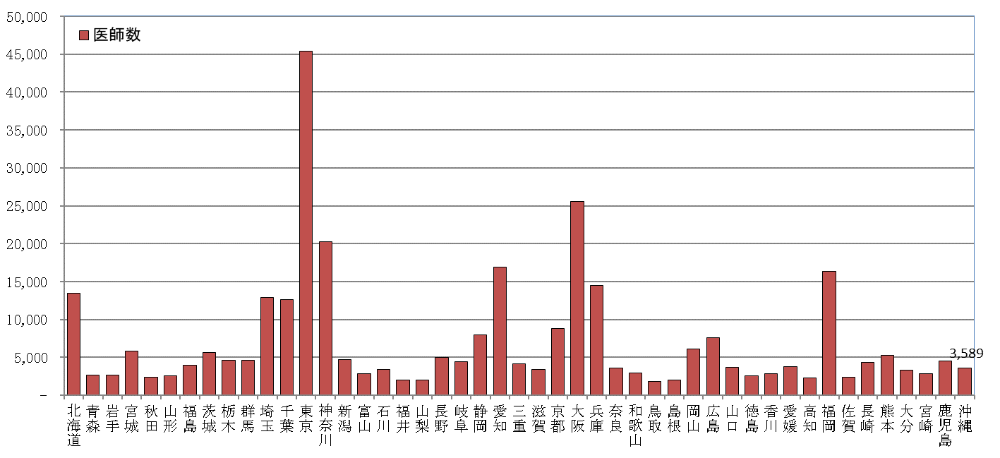 50,000
医師数
45,000
40,000
35,000
30,000
25,000
20,000
15,000
10,000
5,000
3,589
-
北海道
青森
岩手
宮城
秋田
山形
福島
茨城
栃木
群馬
埼玉
千葉
東京
神奈川
新潟
富山
石川
福井
山梨
長野
岐阜
静岡
愛知
三重
滋賀
京都
大阪
兵庫
奈良
和歌山
鳥取
島根
岡山
広島
山口
徳島
香川
愛媛
高知
福岡
佐賀
長崎
熊本
大分
宮崎
鹿児島
沖縄